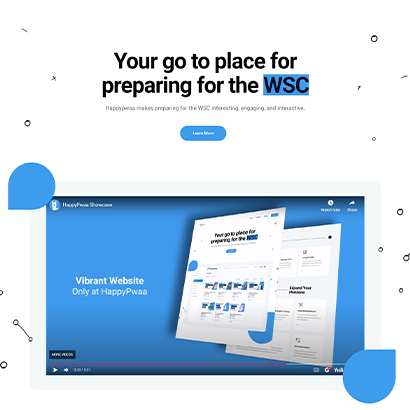 Your go to place for
preparing for the WSC
Happypwaa makes preparing for the WSC interesting, engaging, and interactive.
Learn More
HappyPwaa Showcase
Watch later
Share
Your go to place for
preparing for the WSC
Vibrant Website
Only at HappyPwaa
Expand Your
Horizons
MORE VIDEOS